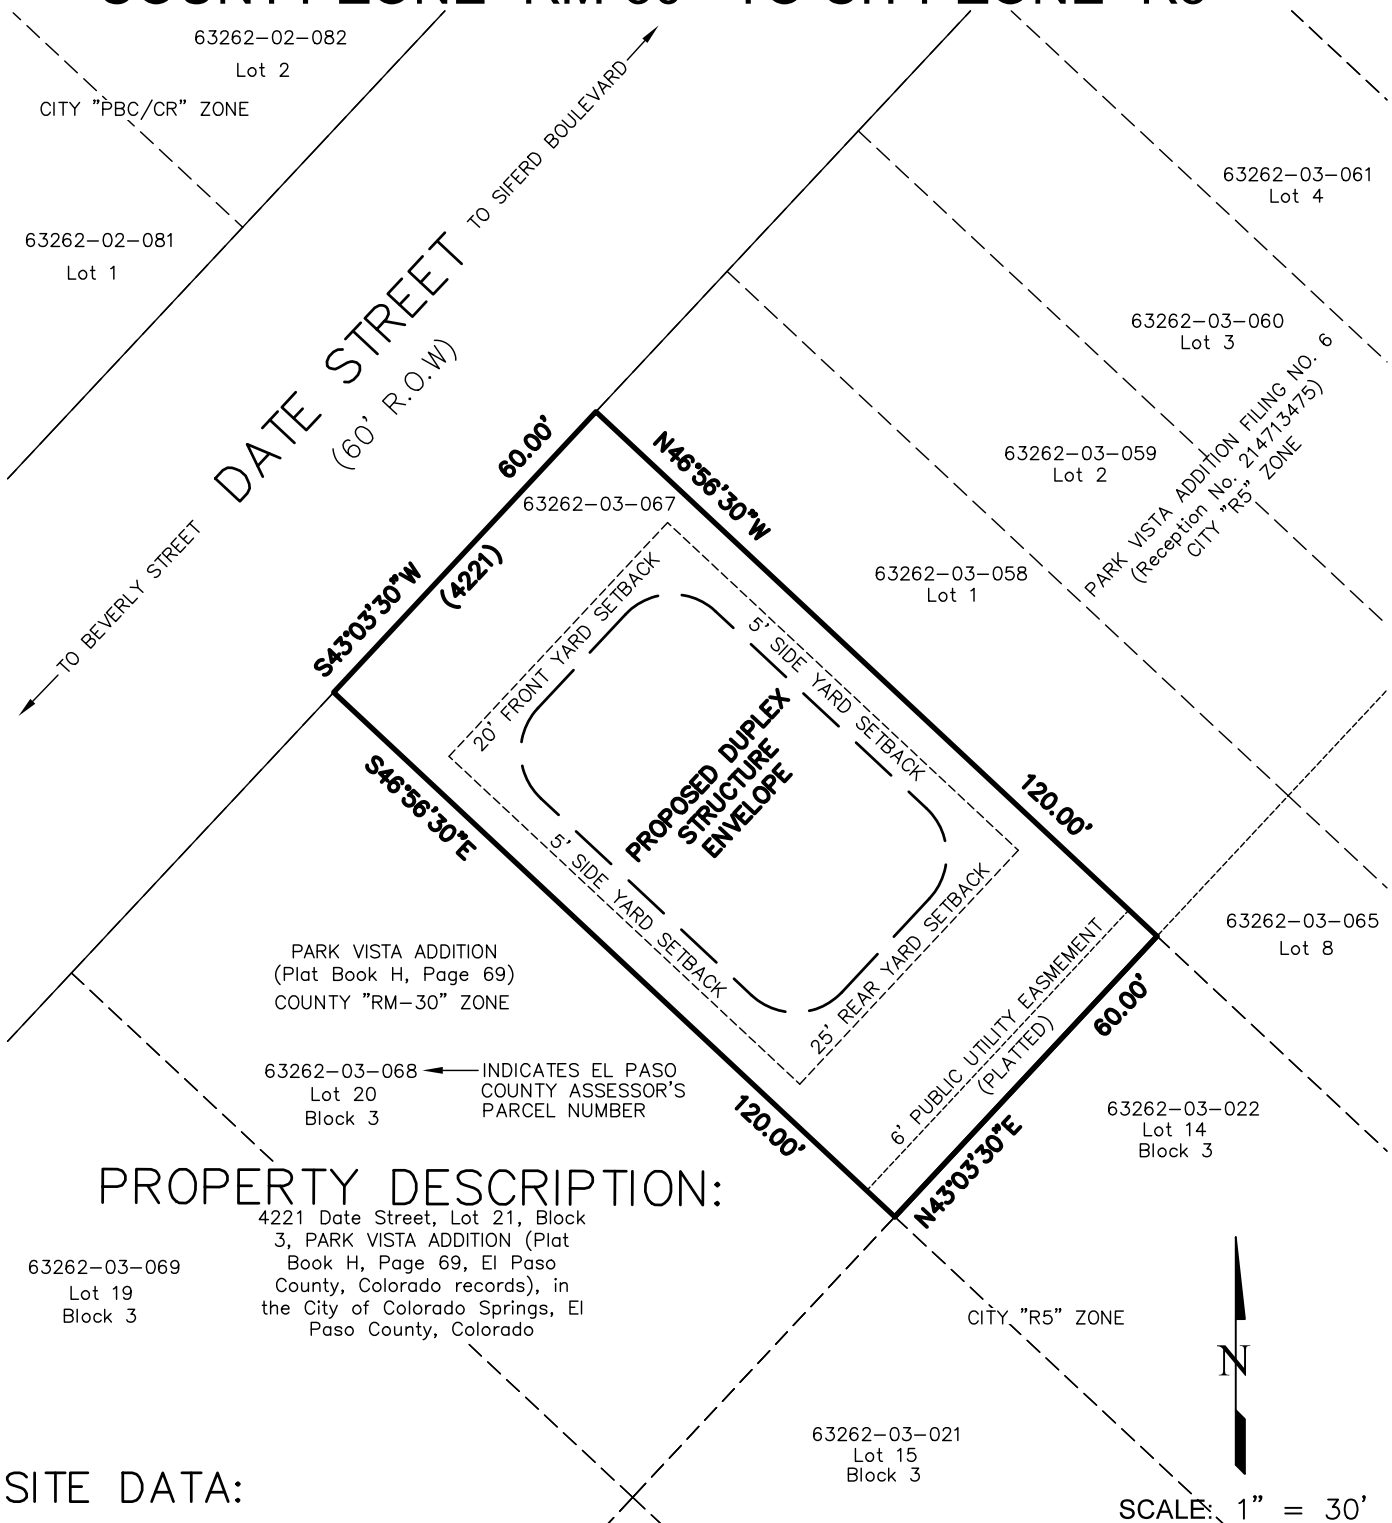 63262-02-082
Lot 2
CITY "PBC/CR" ZONE
63262-02-081
Lot 1
TO SIFERD BOULEVARD
DATE STREET
(60' R.O.W)
TO BEVERLY STREET
63262-03-061
Lot 4
63262-03-060
Lot 3
63262-03-059
Lot 2
63262-03-058
Lot 1
PARK VISTA ADDITION FILING NO. 6
(Reception No. 214713475)
CITY "R5" ZONE
60.00'
S43°03'30"W
(4221)
63262-03-067
N46°56'30"W
120.00'
20' FRONT YARD SETBACK
5' SIDE YARD SETBACK
PROPOSED DUPLEX
STRUCTURE
ENVELOPE
S46°56'30"E
5' SIDE YARD SETBACK
25' REAR YARD SETBACK
6' PUBLIC UTILITY EASMEMENT
(PLATTED)
120.00'
60.00'
N43°03'30"E
63262-03-065
Lot 8
PARK VISTA ADDITION
(Plat Book H, Page 69)
COUNTY "RM-30" ZONE
63262-03-068
Lot 20
Block 3
INDICATES EL PASO
COUNTY ASSESSOR'S
PARCEL NUMBER
63262-03-022
Lot 14
Block 3
PROPERTY DESCRIPTION:
4221 Date Street, Lot 21, Block
3, PARK VISTA ADDITION (Plat
Book H, Page 69, El Paso
County, Colorado records), in
the City of Colorado Springs, El
Paso County, Colorado
63262-03-069
Lot 19
Block 3
CITY "R5" ZONE
N
63262-03-021
Lot 15
Block 3
SITE DATA:
SCALE: 1" = 30'